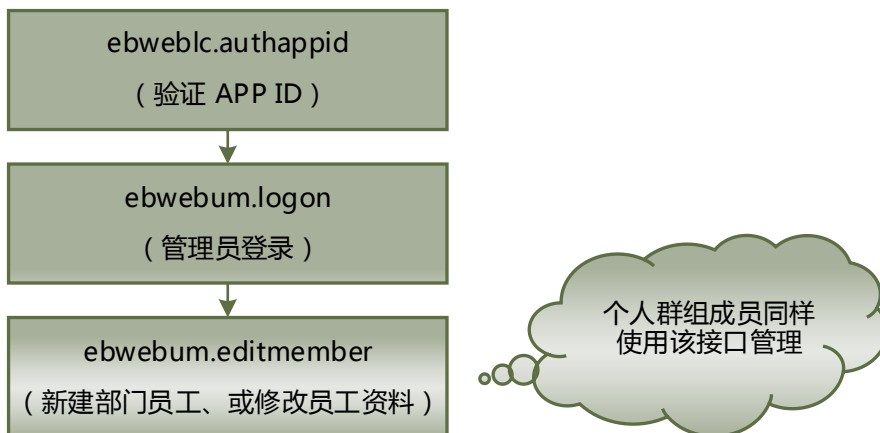 ebweblc.authappid
（验证 APP ID）
ebwebum.logon
（管理员登录）
ebwebum.editmember
（新建部门员工、或修改员工资料）
个人群组成员同样
使用该接口管理